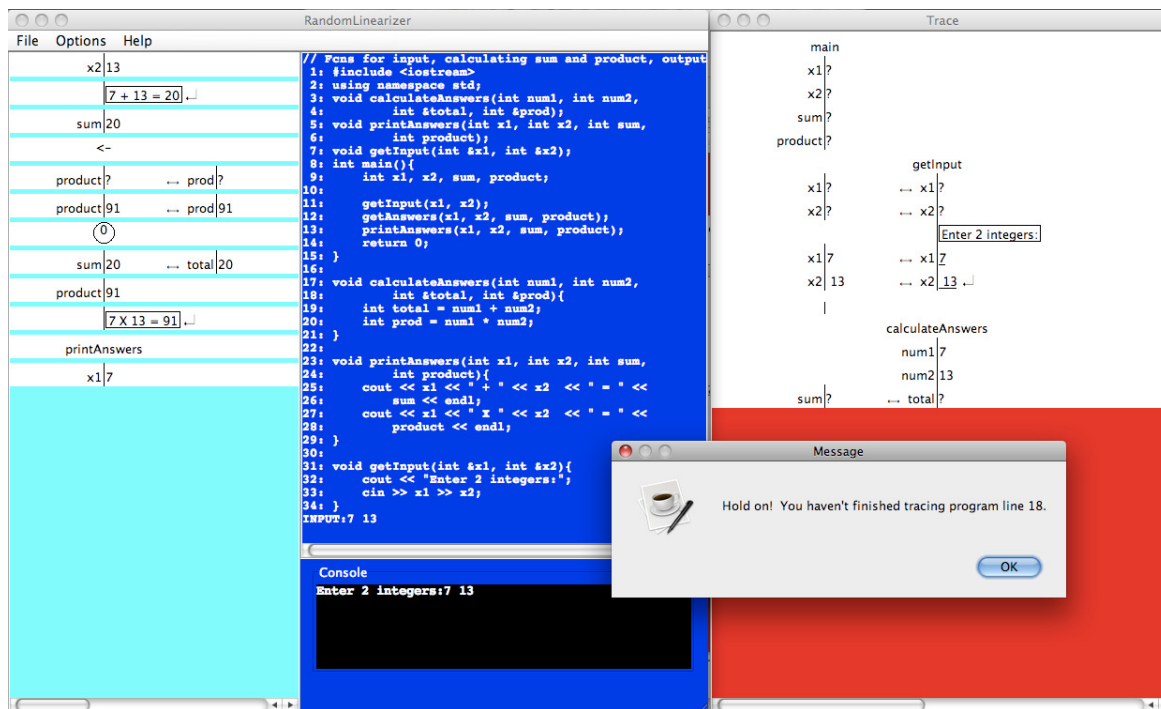 RandomLinearizer
File Options Help
x2 13
7 + 13 = 20
sum 20
<-
product ? ↔ prod ?
product 91 ↔ prod 91
0
sum 20 ↔ total 20
product 91
7 X 13 = 91
printAnswers
x1 7
// Fcns for input, calculating sum and product, output
1: #include <iostream>
2: using namespace std;
3: void calculateAnswers(int num1, int num2,
4: int &total, int &prod);
5: void printAnswers(int x1, int x2, int sum,
6: int product);
7: void getInput(int &x1, int &x2);
8: int main(){
9: int x1, x2, sum, product;
10:
11: getInput(x1, x2);
12: getAnswers(x1, x2, sum, product);
13: printAnswers(x1, x2, sum, product);
14: return 0;
15: }
16:
17: void calculateAnswers(int num1, int num2,
18: int &total, int &prod){
19: int total = num1 + num2;
20: int prod = num1 * num2;
21: }
22:
23: void printAnswers(int x1, int x2, int sum,
24: int product){
25: cout << x1 << " + " << x2 << " = " <<
26: sum << endl;
27: cout << x1 << " X " << x2 << " = " <<
28: product << endl;
29: }
30:
31: void getInput(int &x1, int &x2){
32: cout << "Enter 2 integers:";
33: cin >> x1 >> x2;
34: }
INPUT:7 13
Console
Enter 2 integers:7 13
Trace
main
x1 ?
x2 ?
sum ?
product ?
getInput
x1 ? ↔ x1 ?
x2 ? ↔ x2 ?
Enter 2 integers:
x1 7 ↔ x1 7
x2 13 ↔ x2 13
calculateAnswers
num1 7
num2 13
sum ? ↔ total ?
Message
Hold on! You haven't finished tracing program line 18.
OK